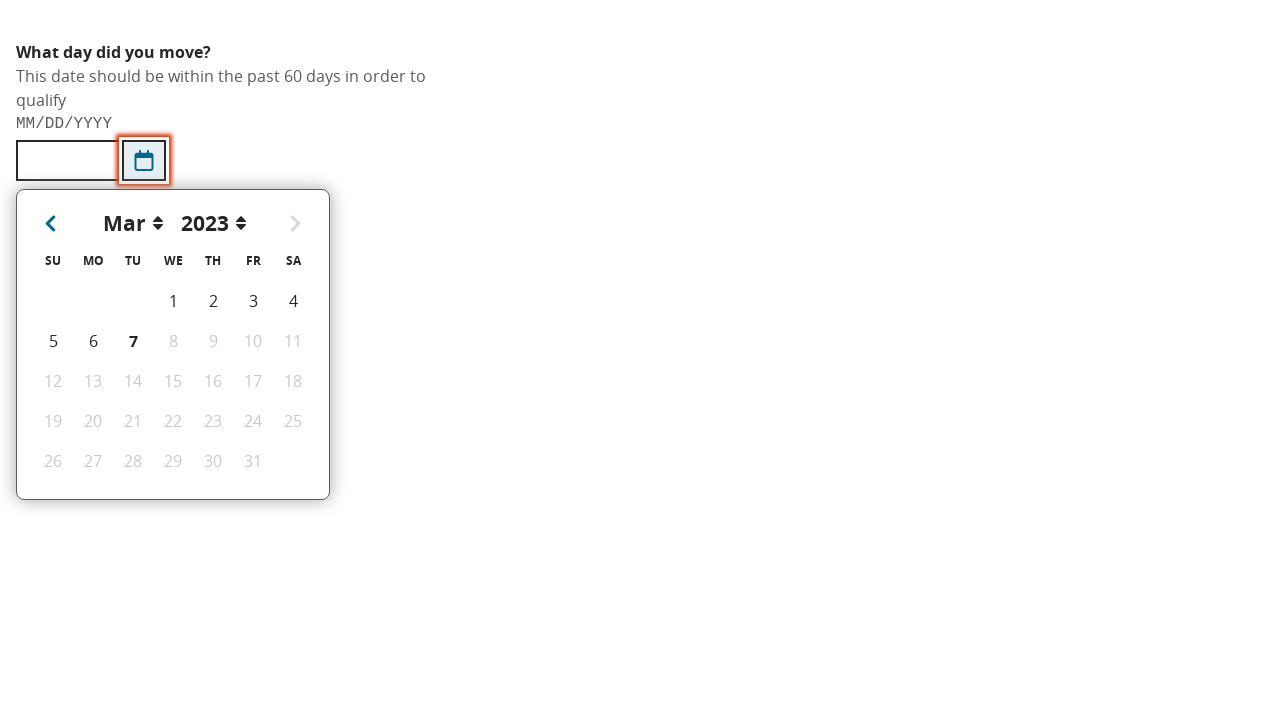 What day did you move?
This date should be within the past 60 days in order to
qualify
MM/DD/YYYY
Mar 2023
SU MO TU WE TH FR SA
1 2 3 4
5 6 7 8 9 10 11
12 13 14 15 16 17 18
19 20 21 22 23 24 25
26 27 28 29 30 31